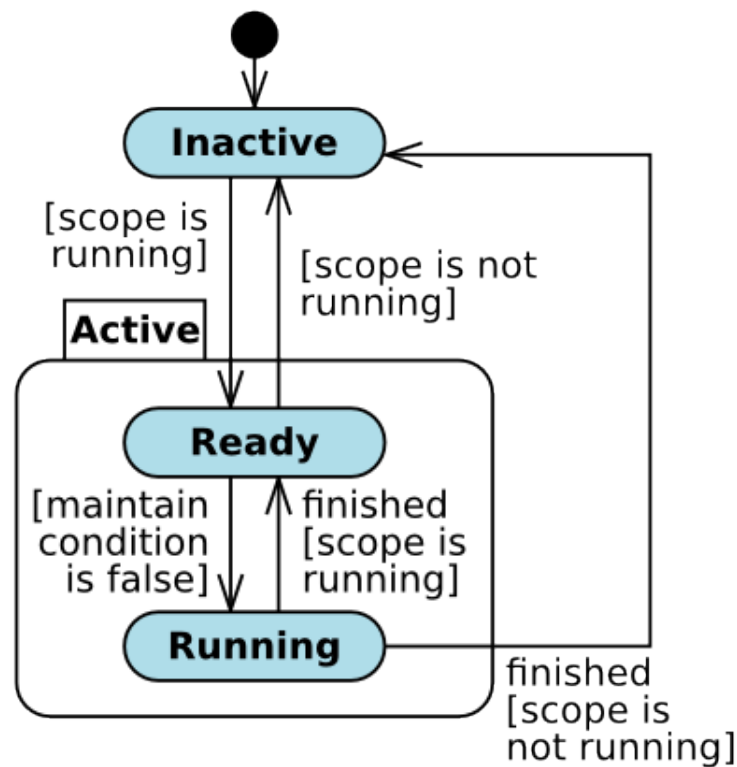 Inactive
[scope is
running]
[scope is not
running]
Active
Ready
[maintain
condition
is false]
finished
[scope is
running]
Running
finished
[scope is
not running]